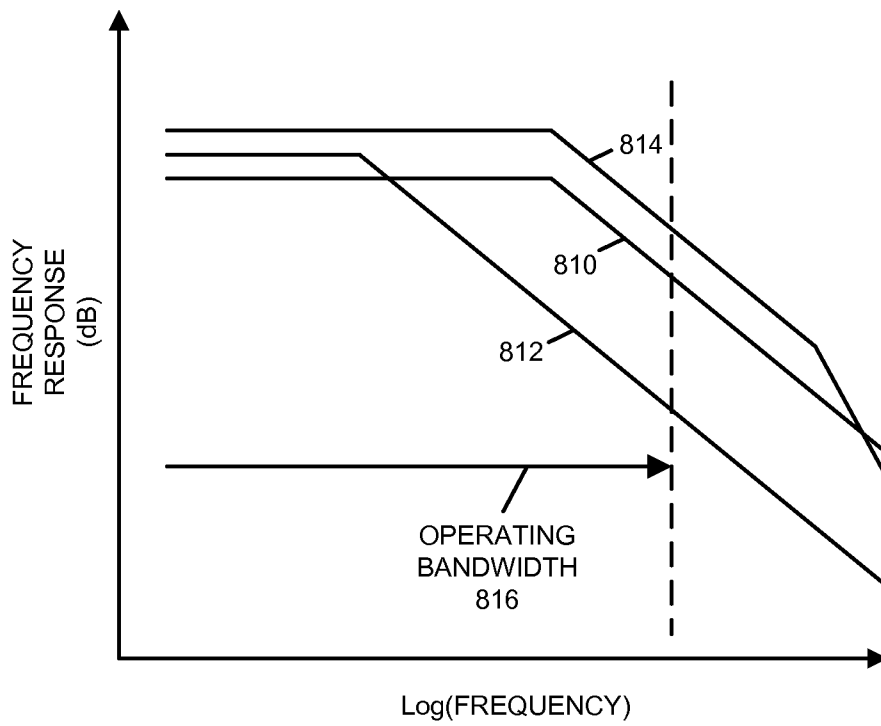 814
810
812
FREQUENCY
RESPONSE
(dB)
OPERATING
BANDWIDTH
816
Log(FREQUENCY)